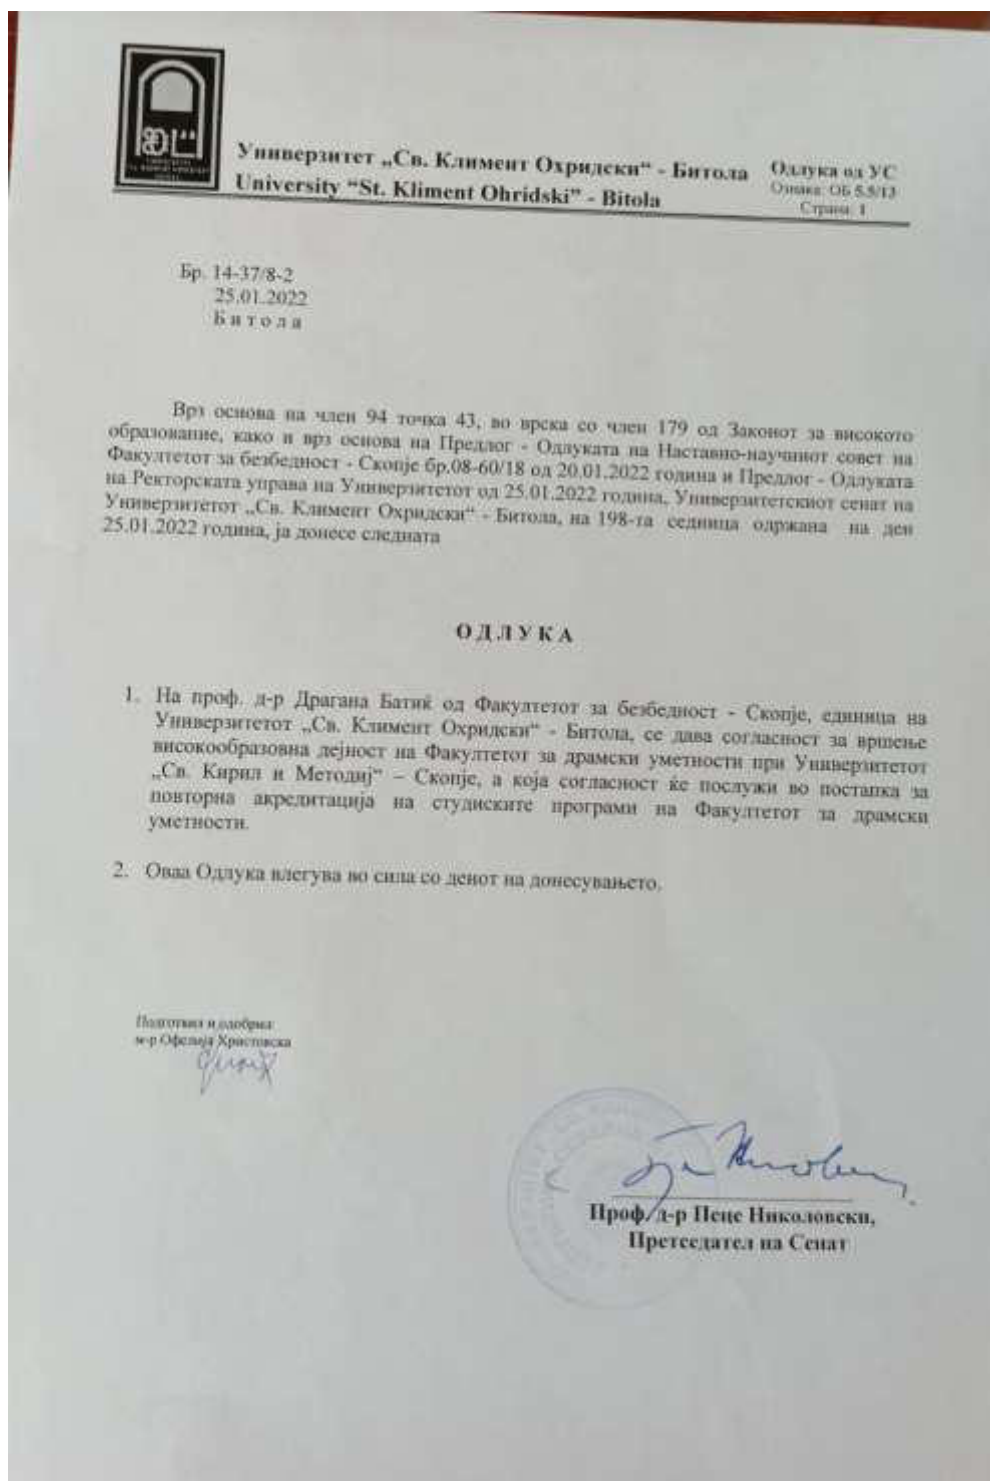 Универзитет „Св. Климент Охридски“ - Битола
University “St. Kliment Ohridski” - Bitola
Одлука од УС
Ознака: ОБ 5.5/13
Страна: 1
Бр. 14-37/8-2
25.01.2022
Б и т о л а
Врз основа на член 94 точка 43, во врска со член 179 од Законот за високото
образование, како и врз основа на Предлог - Одлуката на Наставно-научниот совет на
Факултетот за безбедност - Скопје бр.08-60/18 од 20.01.2022 година и Предлог - Одлуката
на Ректорската управа на Универзитетот од 25.01.2022 година, Универзитетскиот сенат на
Универзитетот „Св. Климент Охридски“ - Битола, на 198-та седница одржана на ден
25.01.2022 година, ја донесе следната
О Д Л У К А
1. На проф. д-р Драгана Батиќ од Факултетот за безбедност - Скопје, единица на
Универзитетот „Св. Климент Охридски“ - Битола, се дава согласност за вршење
високообразовна дејност на Факултетот за драмски уметности при Универзитетот
„Св. Кирил и Методиј“ – Скопје, а која согласност ќе послужи во постапка за
повторна акредитација на студиските програми на Факултетот за драмски
уметности.
2. Оваа Одлука влегува во сила со денот на донесувањето.
Подготвил и одобрил:
м-р Офелија Христовска
Проф. д-р Пеце Николовски,
Претседател на Сенат